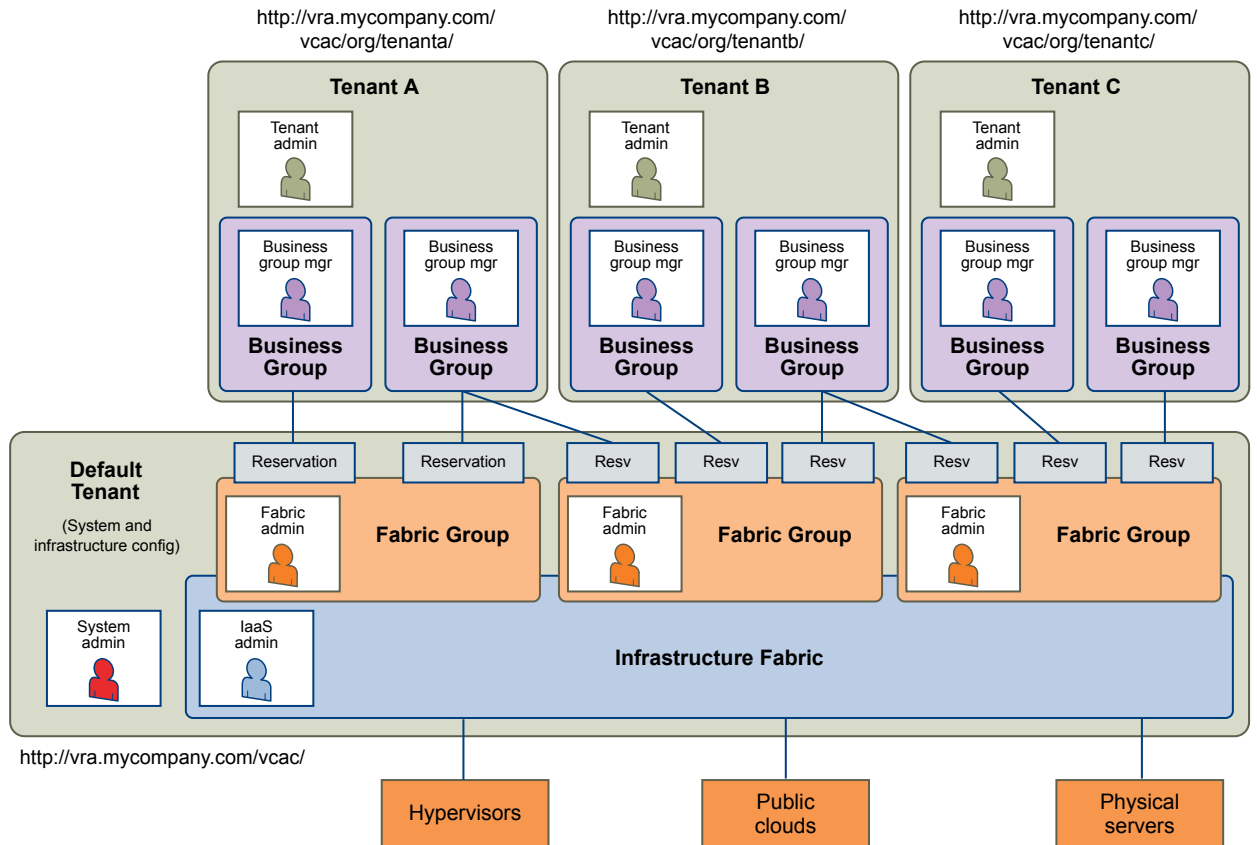 http://vra.mycompany.com/
vcac/org/tenanta/
http://vra.mycompany.com/
vcac/org/tenantb/
http://vra.mycompany.com/
vcac/org/tenantc/
Tenant A
Tenant B
Tenant C
Tenant
admin
Tenant
admin
Tenant
admin
Business
group mgr
Business
group mgr
Business
group mgr
Business
group mgr
Business
group mgr
Business
group mgr
Business
Group
Business
Group
Business
Group
Business
Group
Business
Group
Business
Group
Default
Tenant
(System and
infrastructure config)
Reservation
Reservation
Resv
Resv
Resv
Resv
Resv
Resv
Fabric
admin
Fabric Group
Fabric
admin
Fabric Group
Fabric
admin
Fabric Group
System
admin
IaaS
admin
Infrastructure Fabric
http://vra.mycompany.com/vcac/
Hypervisors
Public
clouds
Physical
servers